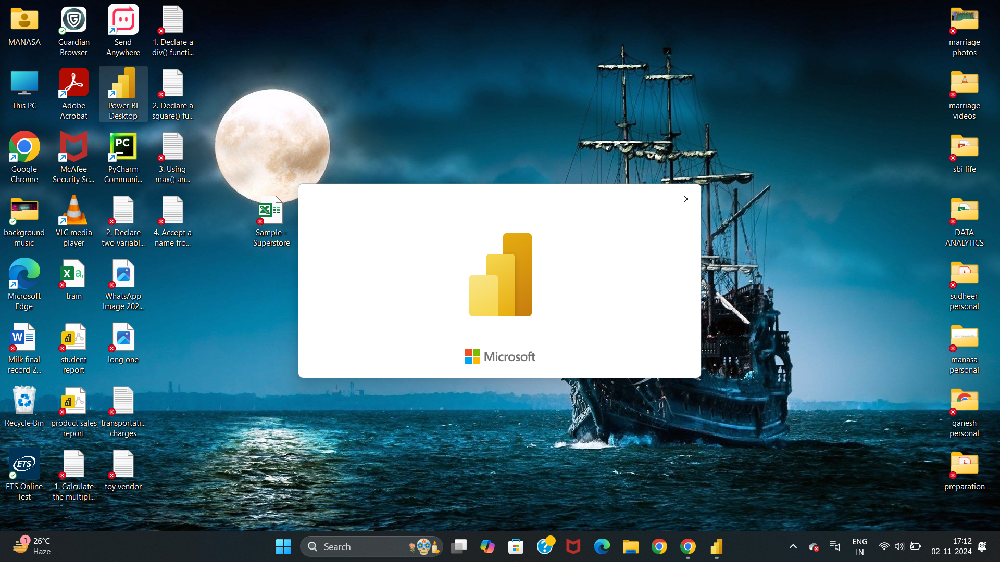 MANASA
Guardian
Browser
Send
Anywhere
1. Declare a
div() functi...
This PC
Adobe
Acrobat
Power BI
Desktop
2. Declare a
square() fu...
Google
Chrome
McAfee
Security Sc...
PC
PyCharm
Communi...
3. Using
max() an...
background
music
VLC media
player
2. Declare
two variabl...
4. Accept a
name fro...
Sample -
Superstore
Microsoft
Edge
X a,
train
WhatsApp
Image 202...
W
Milk final
record 2...
student
report
long one
Recycle Bin
product sales
report
transportati...
charges
ETS
ETS Online
Test
1. Calculate
the multipl...
toy vendor
Microsoft
marriage
photos
marriage
videos
sbi life
DATA
ANALYTICS
sudheer
personal
manasa
personal
ganesh
personal
preparation
1
26°C
Haze
Search
ENG
IN
17:12
02-11-2024